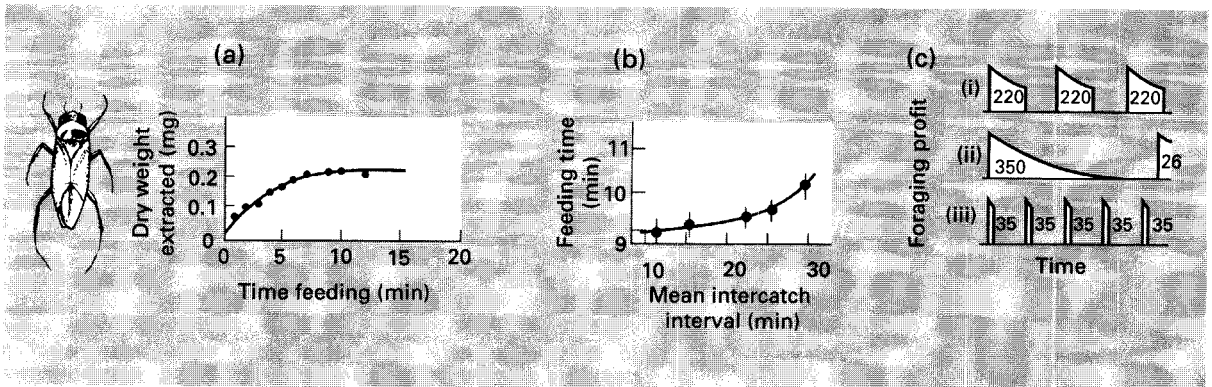 (a)
Dry weight
extracted (mg)
0.3
0.2
0.1
0
0 5 10 15 20
Time feeding (min)
(b)
Feeding time
(min)
11
10
9
10 20 30
Mean intercatch
interval (min)
(c)
Foraging profit
(i) 220 220 220
(ii) 350 26
(iii) 35 35 35 35 35
Time